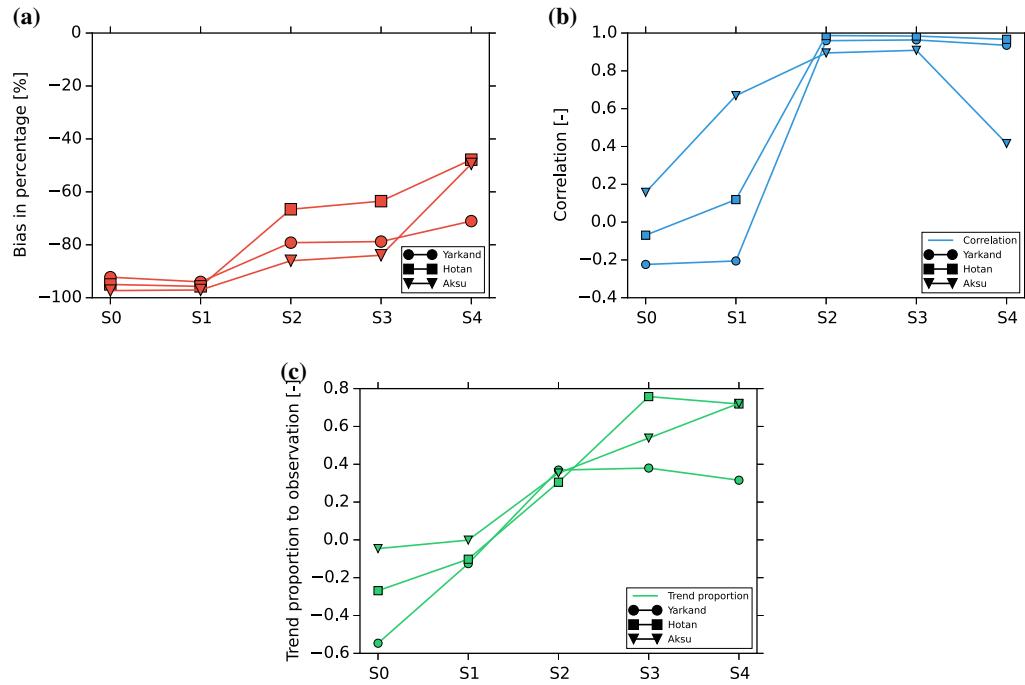 (a)
Bias in percentage [%]
0
−20
−40
−60
−80
−100
S0 S1 S2 S3 S4
Yarkand
Hotan
Aksu
(b)
Correlation [-]
1.0
0.8
0.6
0.4
0.2
0.0
−0.2
−0.4
S0 S1 S2 S3 S4
Correlation
Yarkand
Hotan
Aksu
(c)
Trend proportion to observation [-]
0.8
0.6
0.4
0.2
0.0
−0.2
−0.4
−0.6
S0 S1 S2 S3 S4
Trend proportion
Yarkand
Hotan
Aksu